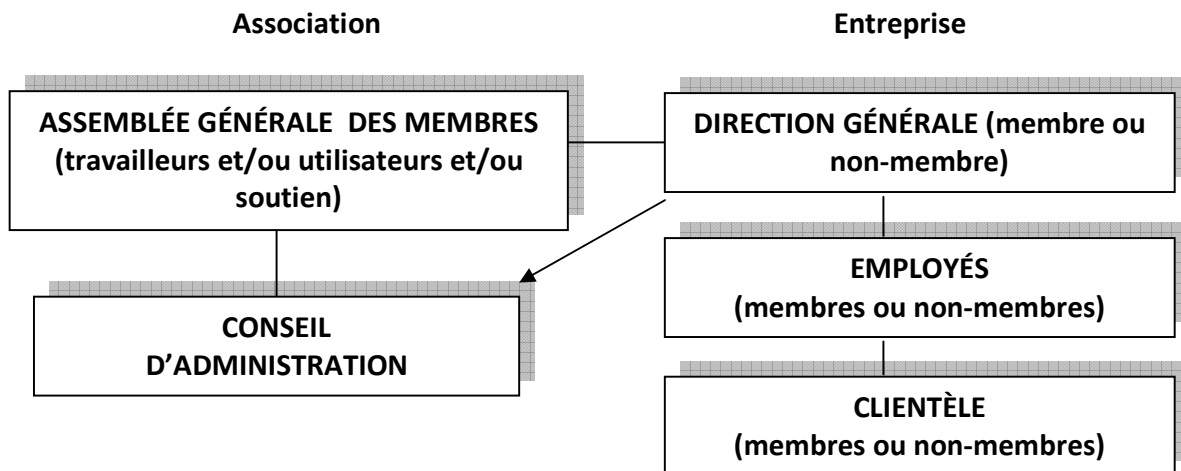 Association
Entreprise
ASSEMBLÉE GÉNÉRALE DES MEMBRES
(travailleurs et/ou utilisateurs et/ou
soutien)
DIRECTION GÉNÉRALE (membre ou
non-membre)
EMPLOYÉS
(membres ou non-membres)
CONSEIL
D’ADMINISTRATION
CLIENTÈLE
(membres ou non-membres)